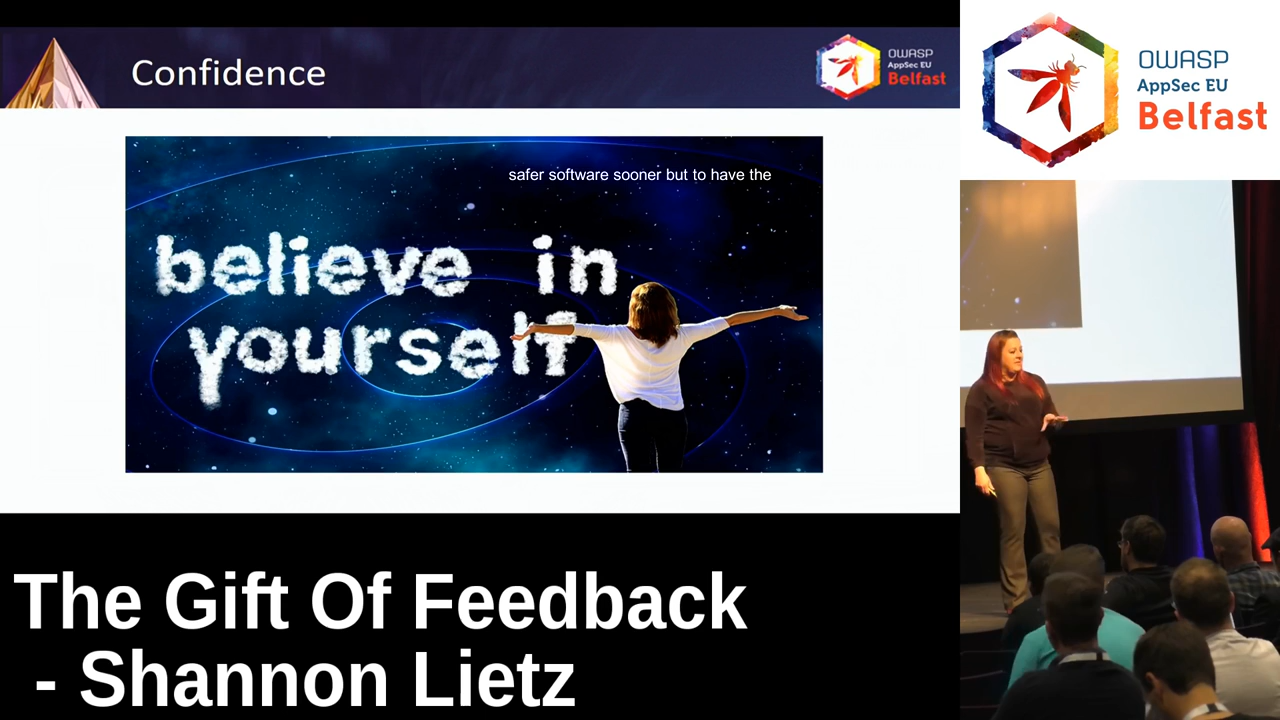 Confidence
OWASP
AppSec EU
Belfast
safer software sooner but to have the
believe in
yourself
The Gift Of Feedback
- Shannon Lietz
OWASP
AppSec EU
Belfast